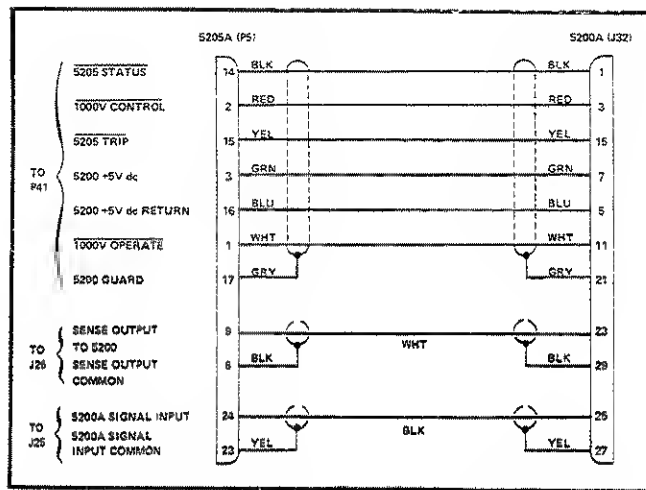 5205A (P5) 5200A (J32)
5205 STATUS 14 BLK BLK 1
1000V CONTROL 2 RED RED 3
5205 TRIP 15 YEL YEL 15
TO P41
5200 +5V dc 3 GRN GRN 7
5200 +5V dc RETURN 16 BLU BLU 5
1000V OPERATE 1 WHT WHT 11
5200 GUARD 17 GRY GRY 21
SENSE OUTPUT 9 23
TO 5200 WHT
TO J26
SENSE OUTPUT 6 BLK BLK 29
COMMON
5200A SIGNAL INPUT 24 25
TO J25
5200A SIGNAL BLK
INPUT COMMON 23 YEL YEL 27